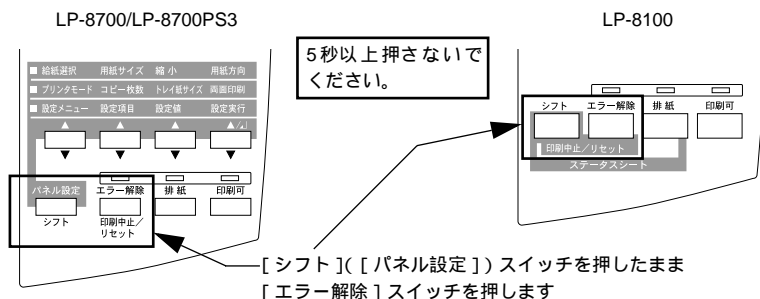 LP-8700/LP-8700PS3
LP-8100
5秒以上押さないで
ください。
給紙選択 用紙サイズ 縮 小 用紙方向
プリンタモード コピー枚数 トレイ紙サイズ 両面印刷
設定メニュー 設定項目 設定値 設定実行
パネル設定 エラー解除 排 紙 印刷可
シフト 印刷中止/
リセット
シフト エラー解除 排 紙 印刷可
印刷中止/リセット
ステータスシート
[ シフト ]( [ パネル設定 ] ) スイッチを押したまま
[ エラー解除 ] スイッチを押します